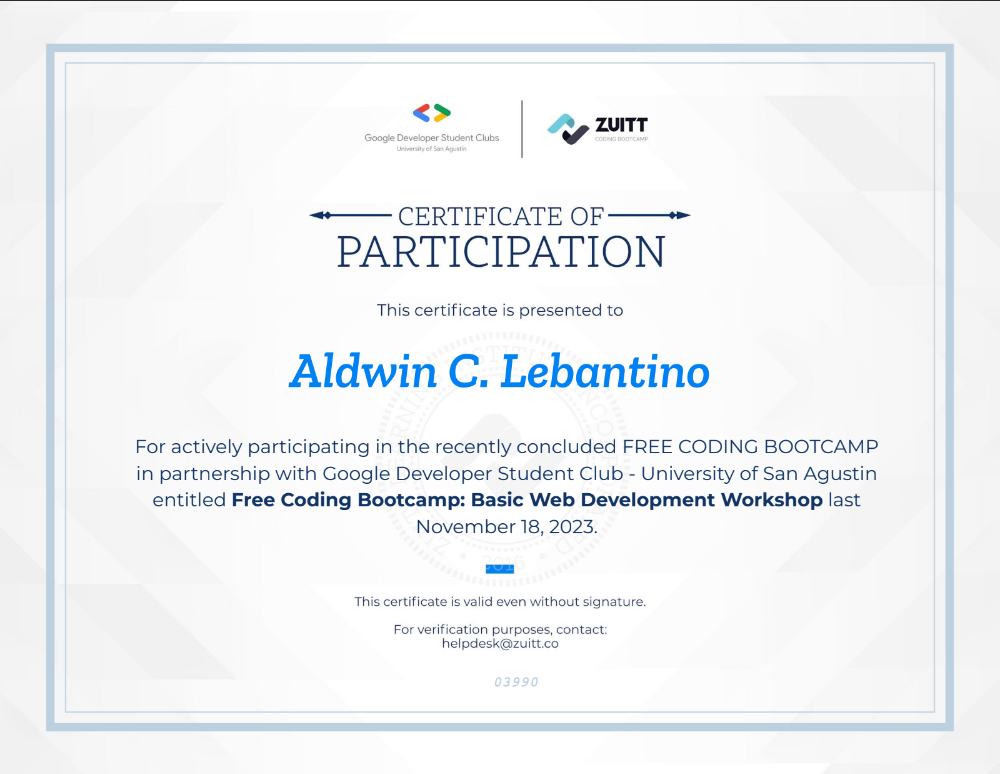 Google Developer Student Clubs
University of San Agustin
ZUITT
CODING BOOTCAMP
CERTIFICATE OF
PARTICIPATION
This certificate is presented to
Aldwin C. Lebantino
For actively participating in the recently concluded FREE CODING BOOTCAMP
in partnership with Google Developer Student Club - University of San Agustin
entitled Free Coding Bootcamp: Basic Web Development Workshop last
November 18, 2023.
2016
This certificate is valid even without signature.
For verification purposes, contact:
helpdesk@zuitt.co
03990